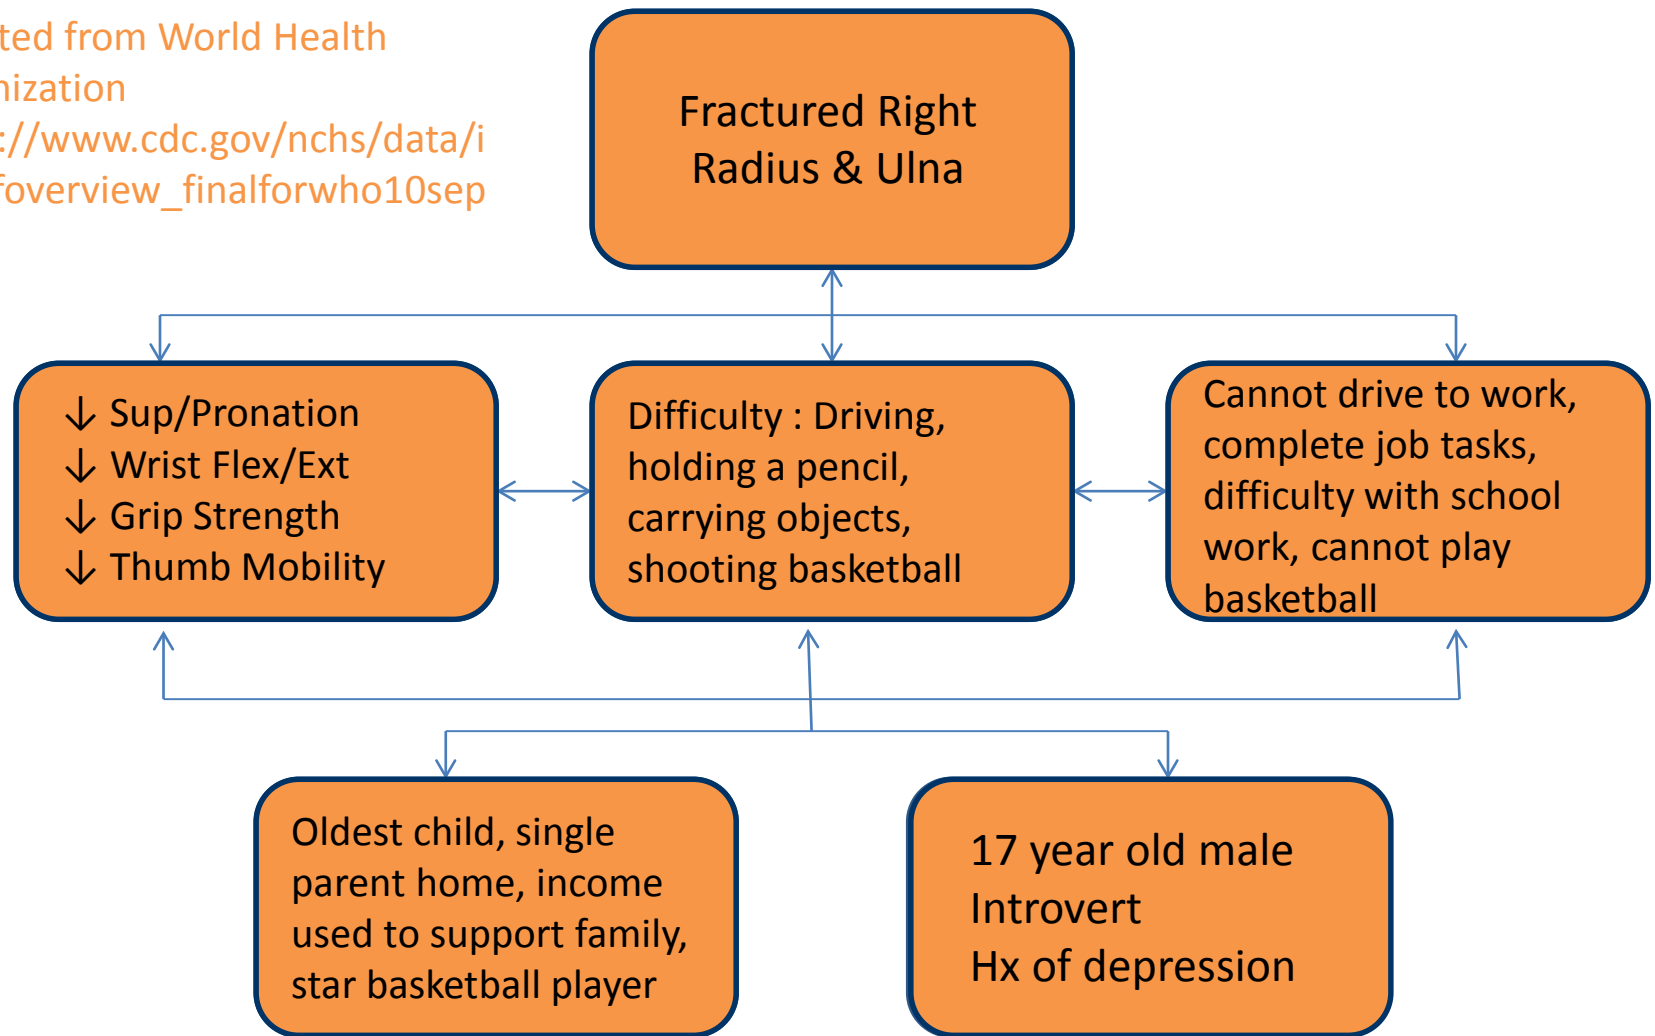 ted from World Health
nization
://www.cdc.gov/nchs/data/i
foverview_finalforwho10sep
Fractured Right
Radius & Ulna
↓ Sup/Pronation
↓ Wrist Flex/Ext
↓ Grip Strength
↓ Thumb Mobility
Difficulty : Driving,
holding a pencil,
carrying objects,
shooting basketball
Cannot drive to work,
complete job tasks,
difficulty with school
work, cannot play
basketball
Oldest child, single
parent home, income
used to support family,
star basketball player
17 year old male
Introvert
Hx of depression